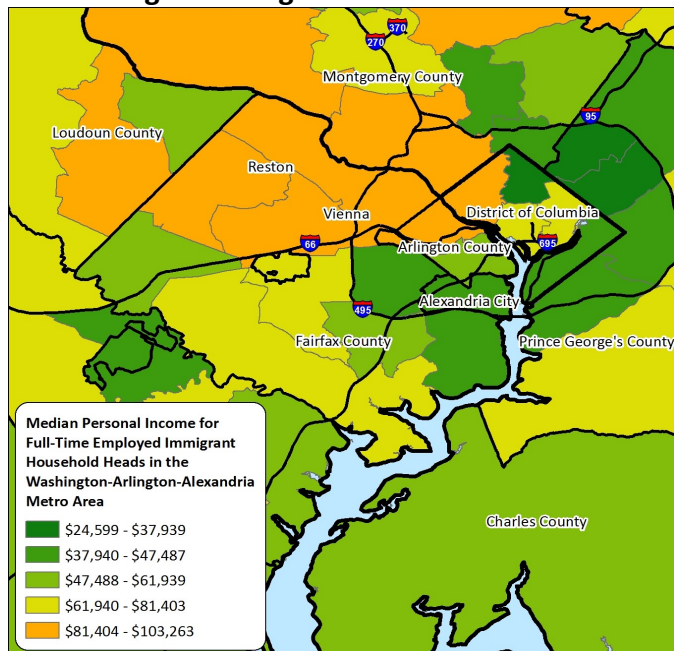 370
270
Montgomery County
95
Loudoun County
Reston
Vienna
District of Columbia
66
Arlington County
695
Alexandria City
495
Fairfax County
Prince George's County
Median Personal Income for
Full-Time Employed Immigrant
Household Heads in the
Washington-Arlington-Alexandria
Metro Area
$24,599 - $37,939
$37,940 - $47,487
$47,488 - $61,939
$61,940 - $81,403
$81,404 - $103,263
Charles County